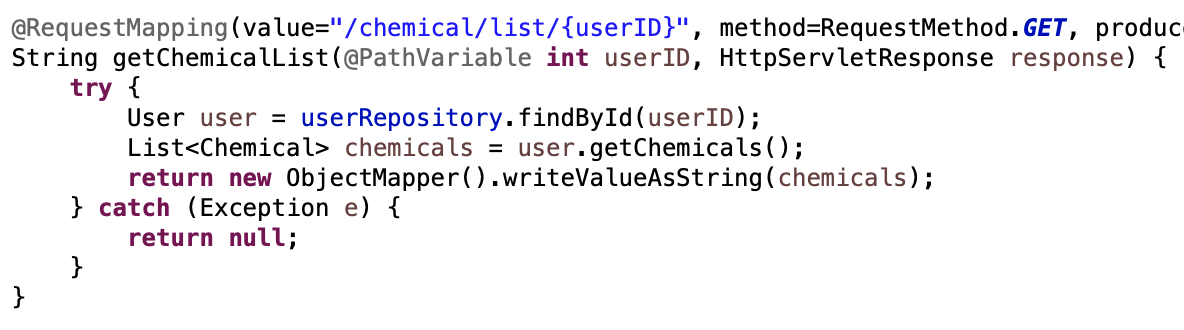 @RequestMapping(value="/chemical/list/{userID}", method=RequestMethod.GET, produc
String getChemicalList(@PathVariable int userID, HttpServletResponse response) {
    try {
        User user = userRepository.findById(userID);
        List<Chemical> chemicals = user.getChemicals();
        return new ObjectMapper().writeValueAsString(chemicals);
    } catch (Exception e) {
        return null;
    }
}